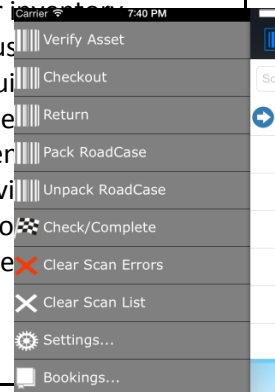 Carrier 7:40 PM
Verify Asset
Checkout
Return
Pack RoadCase
Unpack RoadCase
Check/Complete
Clear Scan Errors
Clear Scan List
Settings...
Bookings...